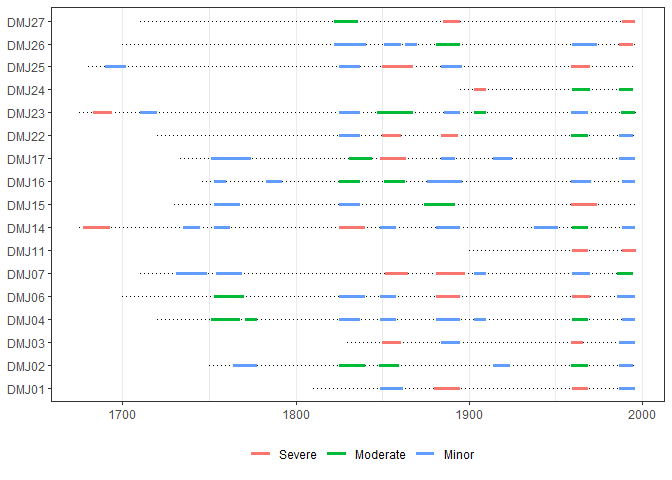 DMJ27
DMJ26
DMJ25
DMJ24
DMJ23
DMJ22
DMJ17
DMJ16
DMJ15
DMJ14
DMJ11
DMJ07
DMJ06
DMJ04
DMJ03
DMJ02
DMJ01
1700 1800 1900 2000
Severe Moderate Minor